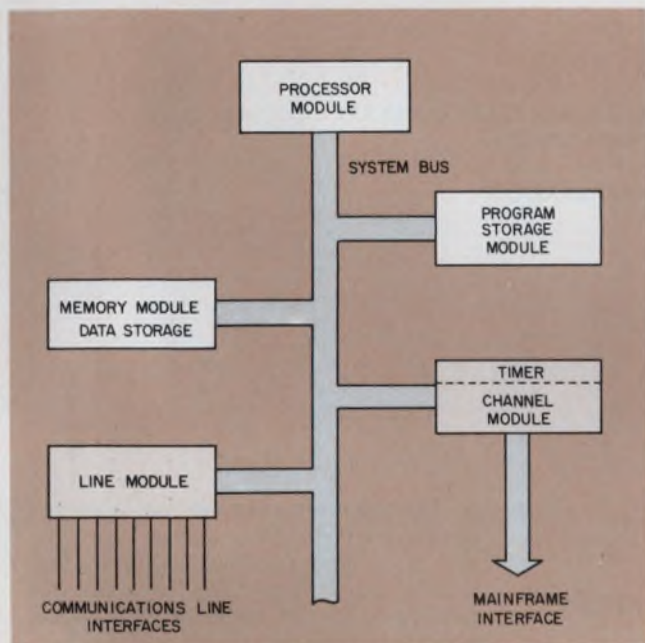 PROCESSOR
MODULE
SYSTEM BUS
PROGRAM
STORAGE
MODULE
MEMORY MODULE
DATA STORAGE
TIMER
CHANNEL
MODULE
LINE MODULE
COMMUNICATIONS LINE
INTERFACES
MAINFRAME
INTERFACE